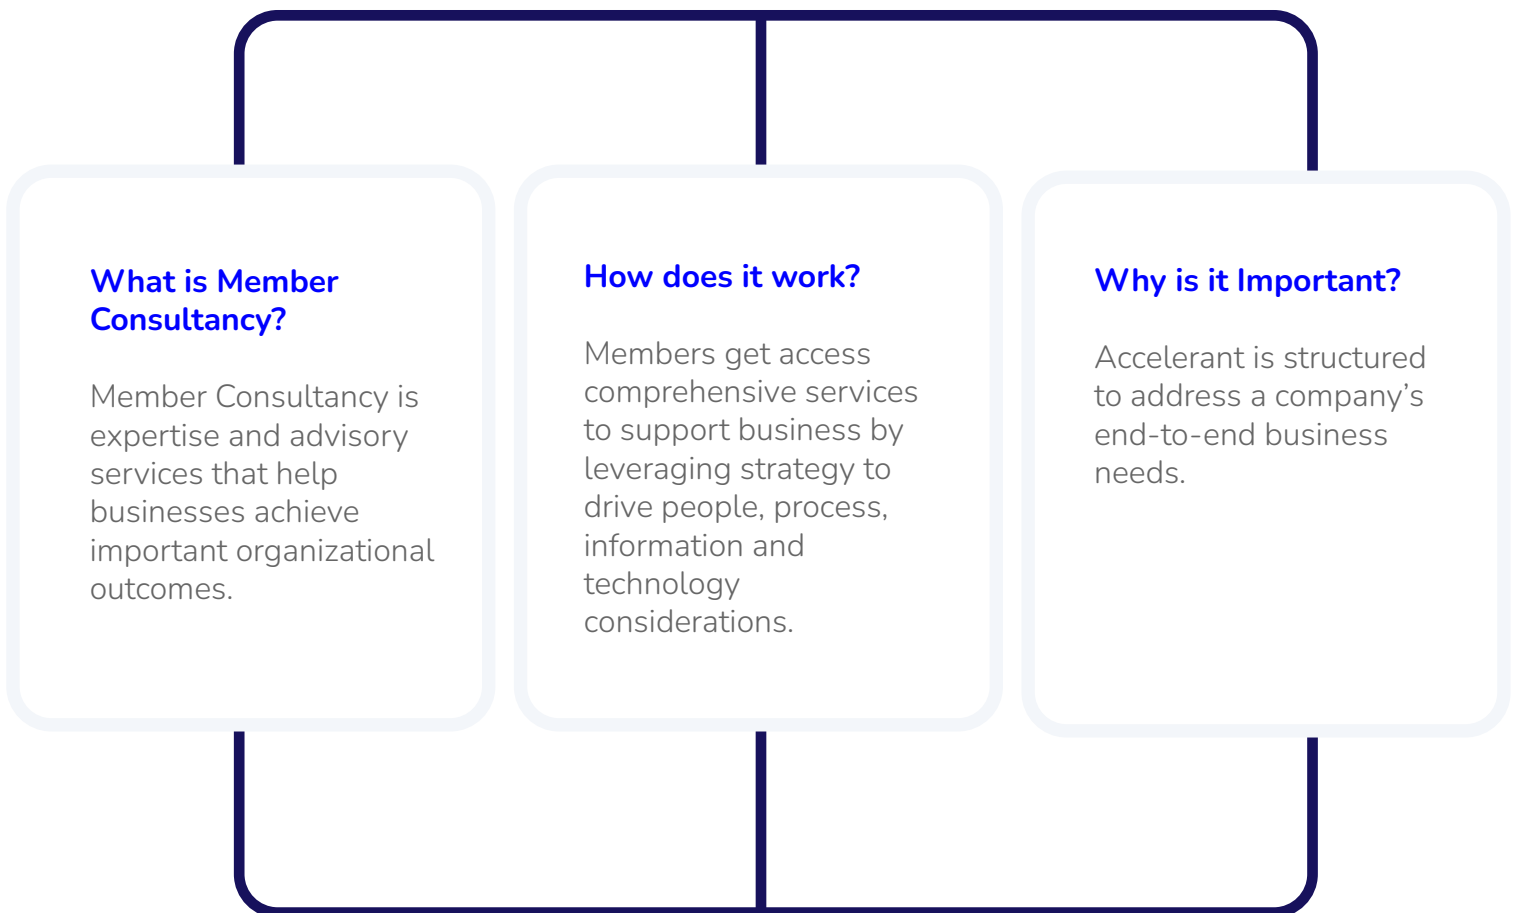 What is Member
Consultancy?
Member Consultancy is
expertise and advisory
services that help
businesses achieve
important organizational
outcomes.
How does it work?
Members get access
comprehensive services
to support business by
leveraging strategy to
drive people, process,
information and
technology
considerations.
Why is it Important?
Accelerant is structured
to address a company’s
end-to-end business
needs.